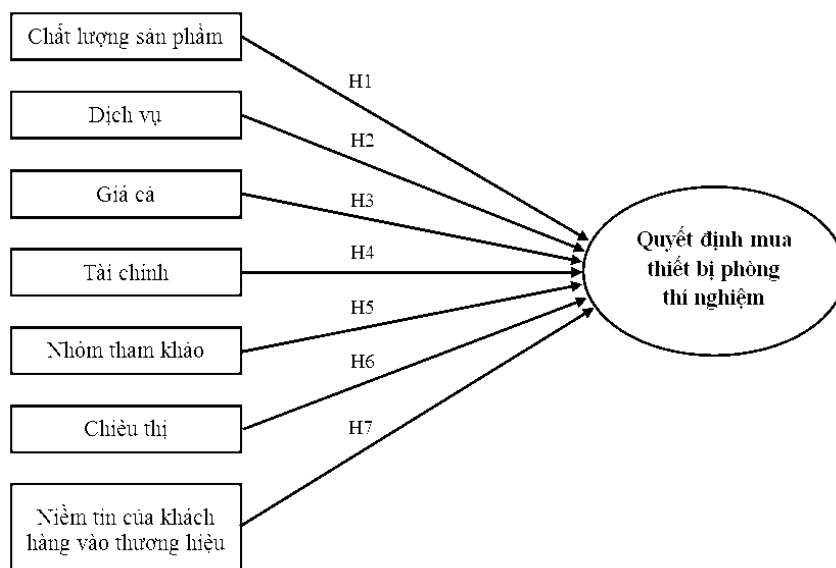 Chất lượng sản phẩm
H1
Dịch vụ
H2
Giá cả
H3
Quyết định mua
thiết bị phòng
thí nghiệm
H4
Tài chính
H5
Nhóm tham khảo
H6
Chiêu thị
H7
Niềm tin của khách
hàng vào thương hiệu